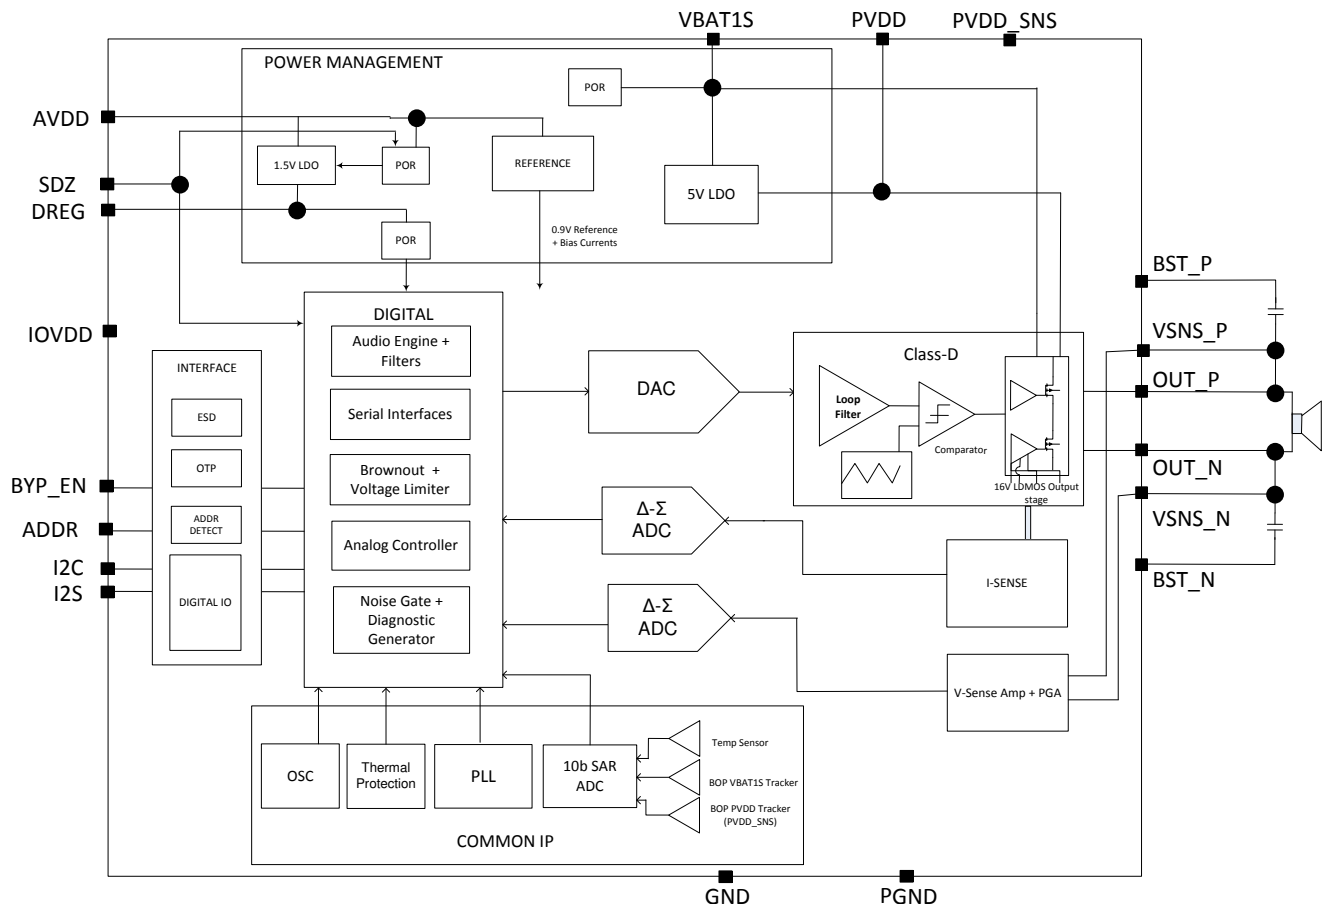 VBAT1S
PVDD
PVDD_SNS
POWER MANAGEMENT
POR
AVDD
1.5V LDO
POR
REFERENCE
SDZ
5V LDO
DREG
0.9V Reference
+ Bias Currents
POR
BST_P
DIGITAL
IOVDD
VSNS_P
Audio Engine +
Filters
Class-D
INTERFACE
DAC
OUT_P
Loop
Filter
ESD
Serial Interfaces
Comparator
OTP
Brownout +
Voltage Limiter
OUT_N
16V LDMOS Output
stage
BYP_EN
VSNS_N
ADDR
DETECT
Δ-Σ
ADC
ADDR
Analog Controller
I2C
I2S
I-SENSE
BST_N
DIGITAL IO
Noise Gate +
Diagnostic
Generator
Δ-Σ
ADC
V-Sense Amp + PGA
Temp Sensor
OSC
Thermal
Protection
PLL
10b SAR
ADC
BOP VBAT1S Tracker
BOP PVDD Tracker
(PVDD_SNS)
COMMON IP
GND
PGND